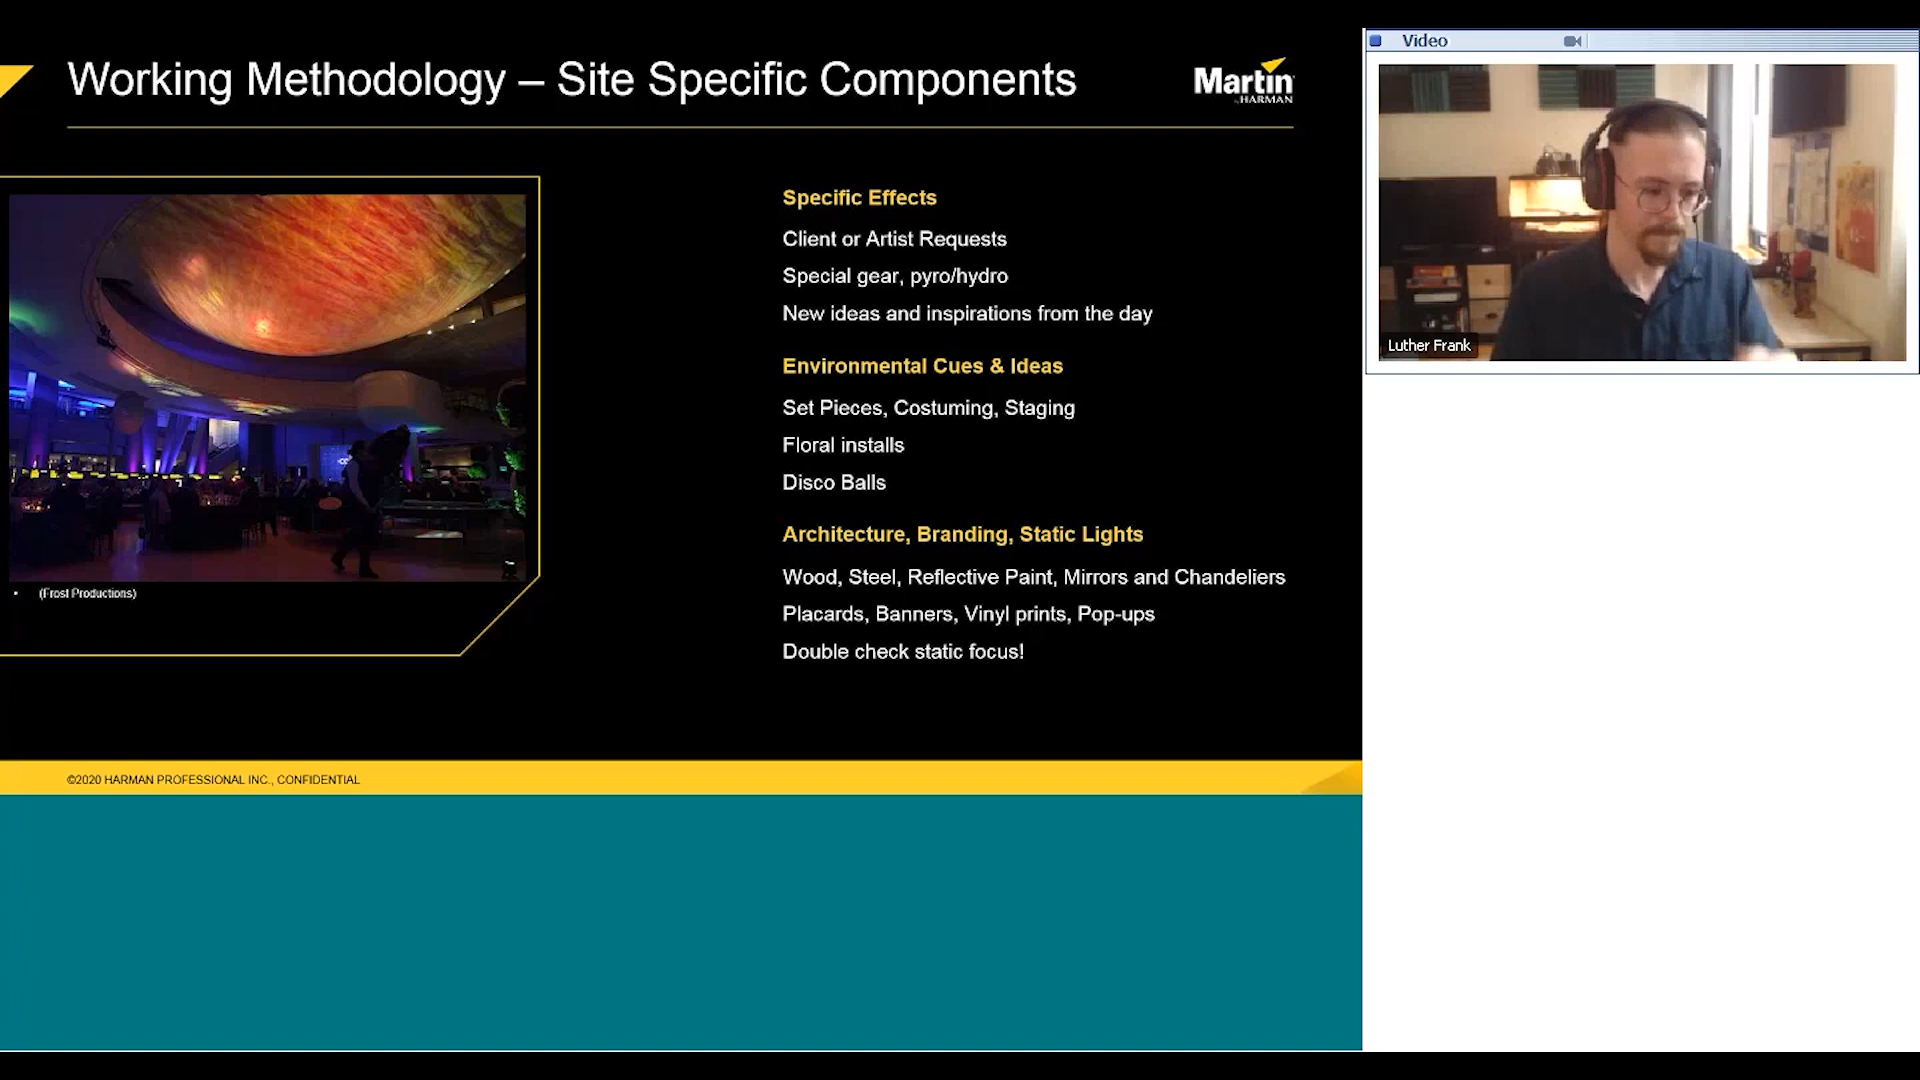 Working Methodology – Site Specific Components
Martin
by HARMAN
Specific Effects
Client or Artist Requests
Special gear, pyro/hydro
New ideas and inspirations from the day
Environmental Cues & Ideas
Set Pieces, Costuming, Staging
Floral installs
Disco Balls
Architecture, Branding, Static Lights
Wood, Steel, Reflective Paint, Mirrors and Chandeliers
Placards, Banners, Vinyl prints, Pop-ups
Double check static focus!
• (Frost Productions)
©2020 HARMAN PROFESSIONAL INC., CONFIDENTIAL
Video
Luther Frank